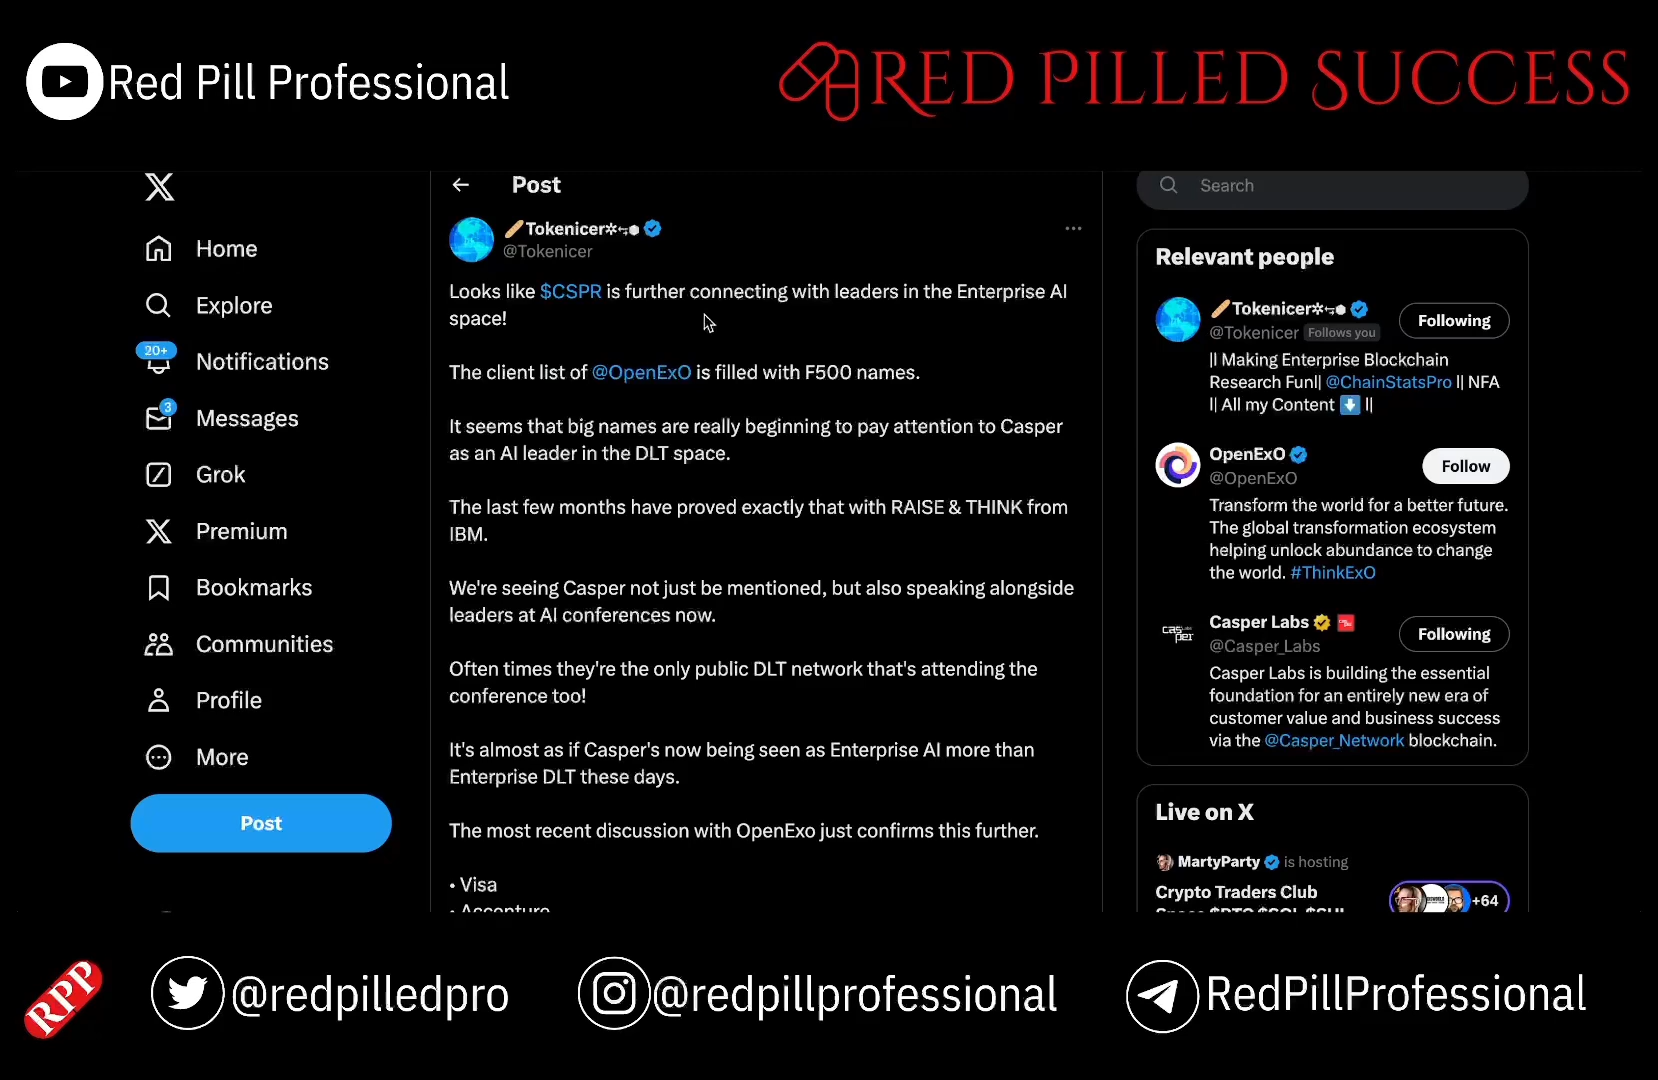 Red Pill Professional
RED PILLED SUCCESS
Home
Explore
20+
Notifications
3
Messages
Grok
Premium
Bookmarks
Communities
Profile
More
Post
Post
Tokenicer
@Tokenicer
Looks like $CSPR is further connecting with leaders in the Enterprise AI
space!
The client list of @OpenExO is filled with F500 names.
It seems that big names are really beginning to pay attention to Casper
as an AI leader in the DLT space.
The last few months have proved exactly that with RAISE & THINK from
IBM.
We're seeing Casper not just be mentioned, but also speaking alongside
leaders at AI conferences now.
Often times they're the only public DLT network that's attending the
conference too!
It's almost as if Casper's now being seen as Enterprise AI more than
Enterprise DLT these days.
The most recent discussion with OpenExo just confirms this further.
• Visa
• Accenture
Search
Relevant people
Tokenicer
@Tokenicer Follows you
Following
|| Making Enterprise Blockchain
Research Fun|| @ChainStatsPro || NFA
|| All my Content ||
OpenExO
@OpenExO
Follow
Transform the world for a better future.
The global transformation ecosystem
helping unlock abundance to change
the world. #ThinkExO
Casper Labs
@Casper_Labs
Following
Casper Labs is building the essential
foundation for an entirely new era of
customer value and business success
via the @Casper_Network blockchain.
Live on X
MartyParty is hosting
Crypto Traders Club
Space $BTC $SOL $SUI
+64
RPP
@redpilledpro
@redpillprofessional
RedPillProfessional